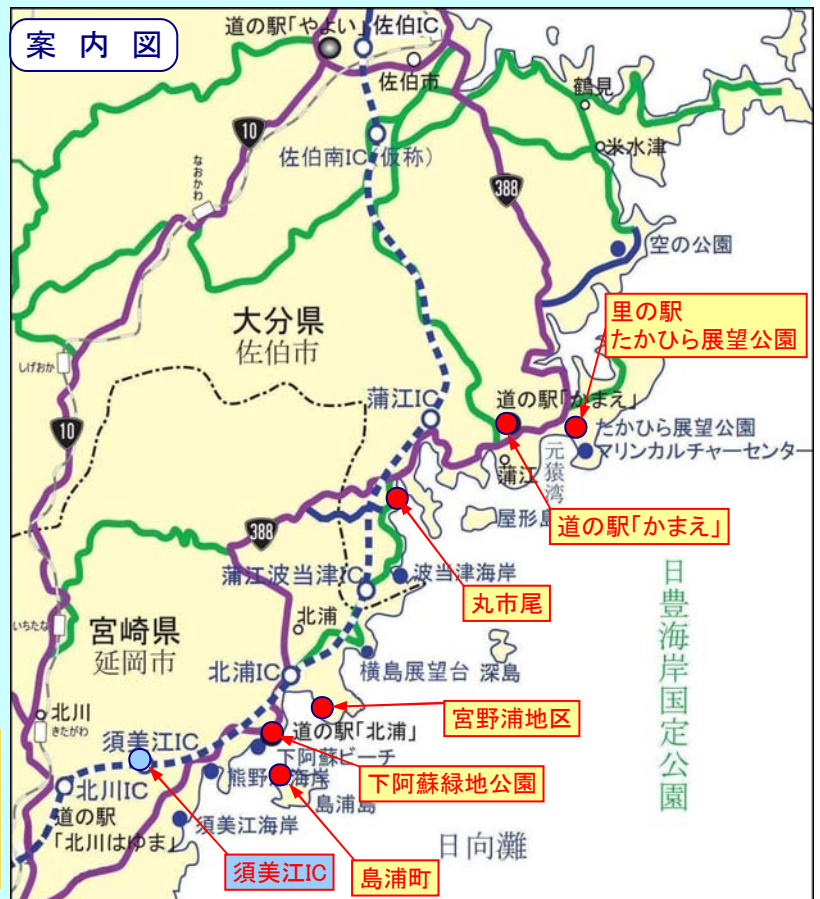 案内図
道の駅「やよい」
佐伯IC
佐伯市
鶴見
10
佐伯南IC(仮称)
米水津
なおかわ
388
空の公園
大分県
佐伯市
里の駅
たかひら展望公園
しげおか
蒲江IC
道の駅「かまえ」
たかひら展望公園
10
マリンカルチャーセンター
蒲江
元猿湾
屋形島
道の駅「かまえ」
388
蒲江波当津IC
波当津海岸
丸市尾
日豊海岸国定公園
いちたな
宮崎県
延岡市
北浦
北浦IC
横島展望台
深島
北川
きたがわ
宮野浦地区
須美江IC
道の駅「北浦」
下阿蘇ビーチ
北川IC
熊野江海岸
下阿蘇緑地公園
道の駅
「北川はゆま」
島浦島
須美江海岸
日向灘
須美江IC
島浦町